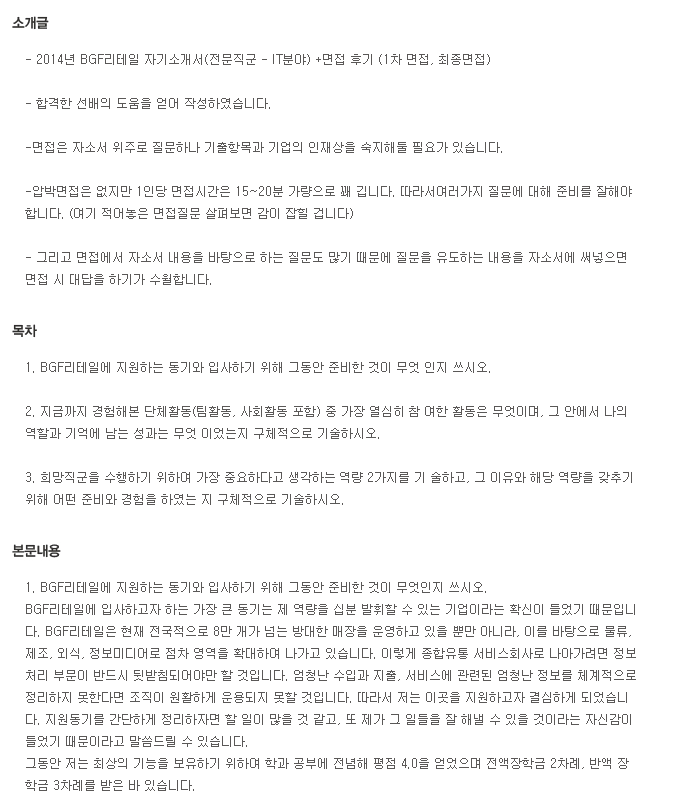 소개글
- 2014년 BGF리테일 자기소개서(전문직군 - IT분야) +면접 후기 (1차 면접, 최종면접)
- 합격한 선배의 도움을 얻어 작성하였습니다.
-면접은 자소서 위주로 질문하나 기출항목과 기업의 인재상을 숙지해둘 필요가 있습니다.
-압박면접은 없지만 1인당 면접시간은 15~20분 가량으로 꽤 깁니다. 따라서여러가지 질문에 대해 준비를 잘해야
합니다. (여기 적어놓은 면접질문 살펴보면 감이 잡힐 겁니다)
- 그리고 면접에서 자소서 내용을 바탕으로 하는 질문도 많기 때문에 질문을 유도하는 내용을 자소서에 써넣으면
면접 시 대답을 하기가 수월합니다.
목차
1. BGF리테일에 지원하는 동기와 입사하기 위해 그동안 준비한 것이 무엇 인지 쓰시오.
2. 지금까지 경험해본 단체활동(팀활동, 사회활동 포함) 중 가장 열심히 참 여한 활동은 무엇이며, 그 안에서 나의
역할과 기억에 남는 성과는 무엇 이었는지 구체적으로 기술하시오.
3. 희망직군을 수행하기 위하여 가장 중요하다고 생각하는 역량 2가지를 기 술하고, 그 이유와 해당 역량을 갖추기
위해 어떤 준비와 경험을 하였는 지 구체적으로 기술하시오.
본문내용
1. BGF리테일에 지원하는 동기와 입사하기 위해 그동안 준비한 것이 무엇인지 쓰시오.
BGF리테일에 입사하고자 하는 가장 큰 동기는 제 역량을 십분 발휘할 수 있는 기업이라는 확신이 들었기 때문입니
다. BGF리테일은 현재 전국적으로 8만 개가 넘는 방대한 매장을 운영하고 있을 뿐만 아니라, 이를 바탕으로 물류,
제조, 외식, 정보미디어로 점차 영역을 확대하여 나가고 있습니다. 이렇게 종합유통 서비스회사로 나아가려면 정보
처리 부문이 반드시 뒷받침되어야만 할 것입니다. 엄청난 수입과 지출, 서비스에 관련된 엄청난 정보를 체계적으로
정리하지 못한다면 조직이 원활하게 운용되지 못할 것입니다. 따라서 저는 이곳을 지원하고자 결심하게 되었습니
다. 지원동기를 간단하게 정리하자면 할 일이 많을 것 같고, 또 제가 그 일들을 잘 해낼 수 있을 것이라는 자신감이
들었기 때문이라고 말씀드릴 수 있습니다.
그동안 저는 최상의 기능을 보유하기 위하여 학과 공부에 전념해 평점 4.0을 얻었으며 전액장학금 2차례, 반액 장
학금 3차례를 받은 바 있습니다.